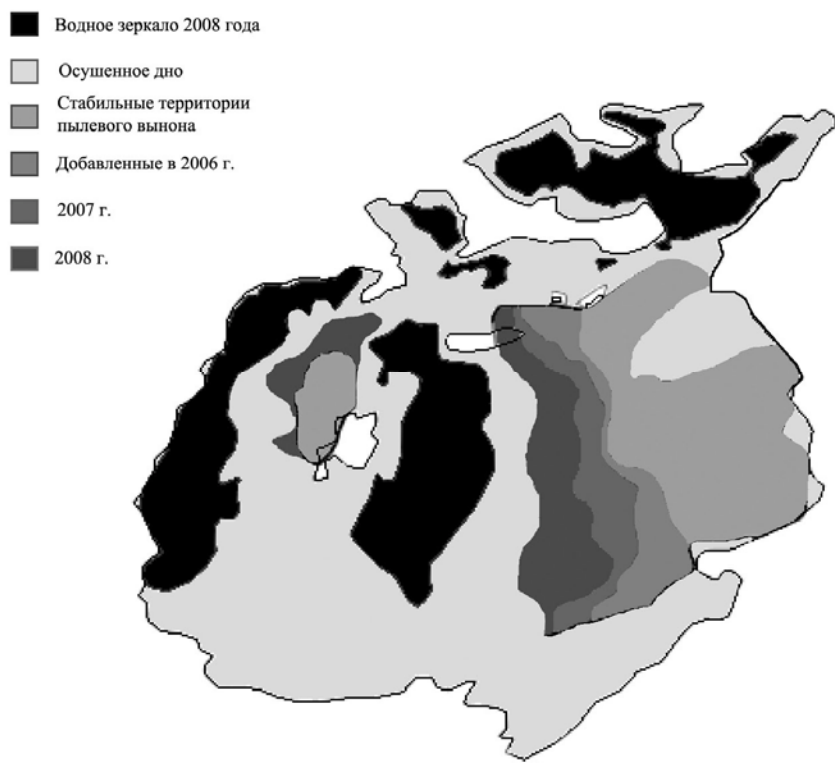 Водное зеркало 2008 года
Осушенное дно
Стабильные территории
пылевого вынона
Добавленные в 2006 г.
2007 г.
2008 г.